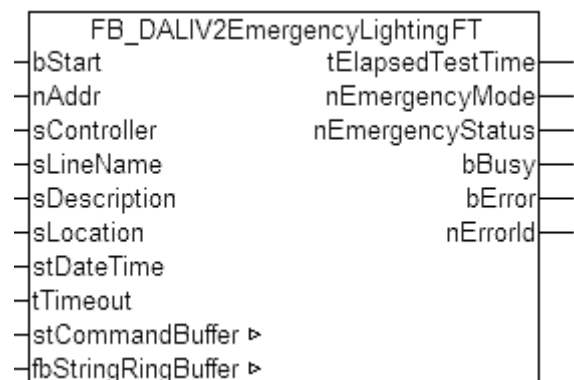 FB_DALIV2EmergencyLightingFT
bStart tElapsedTestTime
nAddr nEmergencyMode
sController nEmergencyStatus
sLineName bBusy
sDescription bError
sLocation nErrorId
stDateTime
tTimeout
stCommandBuffer ▹
fbStringRingBuffer ▹